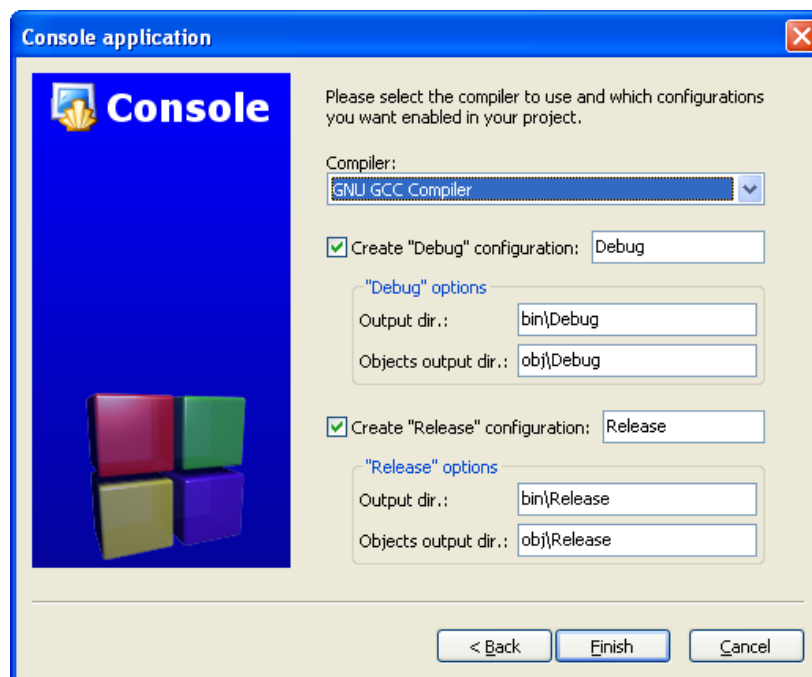 Console application
Console
Please select the compiler to use and which configurations
you want enabled in your project.
Compiler:
GNU GCC Compiler
Create "Debug" configuration: Debug
"Debug" options
Output dir.: bin\Debug
Objects output dir.: obj\Debug
Create "Release" configuration: Release
"Release" options
Output dir.: bin\Release
Objects output dir.: obj\Release
< Back Finish Cancel